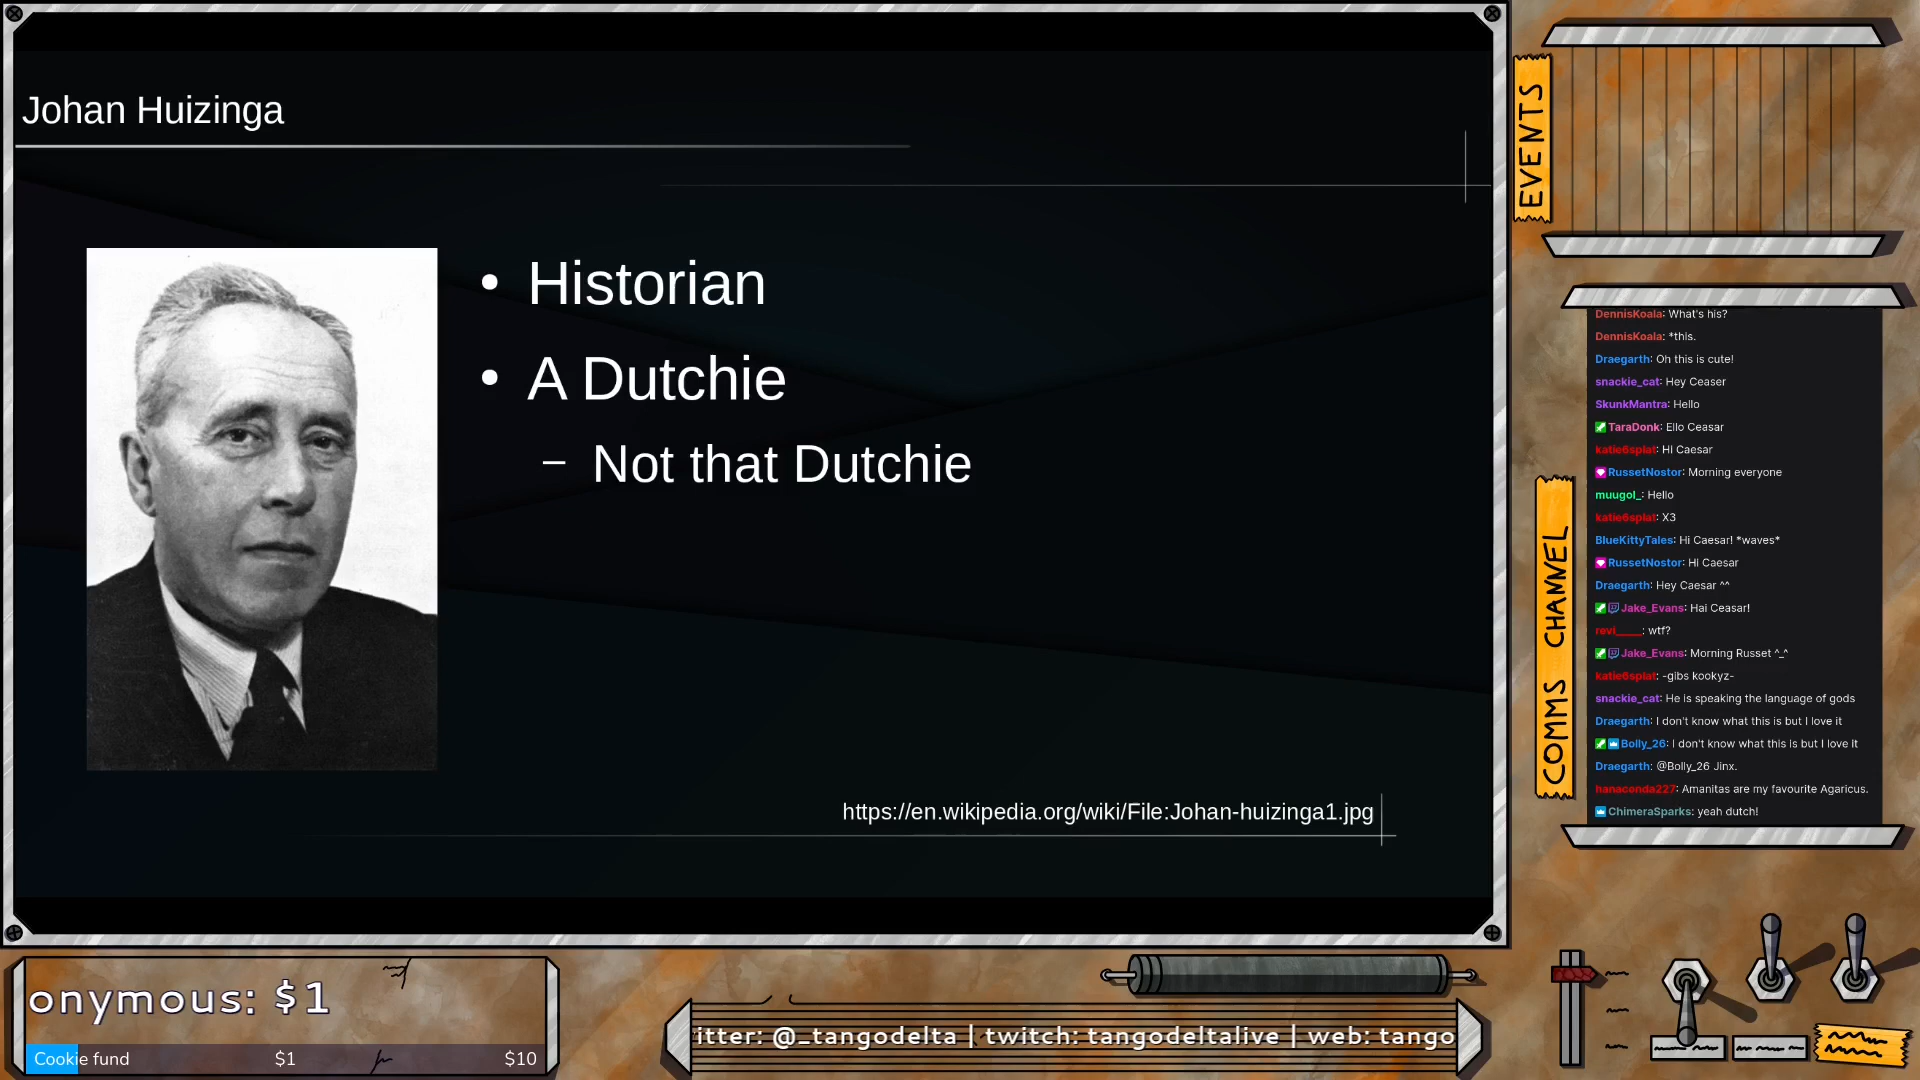 Johan Huizinga
• Historian
• A Dutchie
– Not that Dutchie
https://en.wikipedia.org/wiki/File:Johan-huizinga1.jpg
EVENTS
COMMS CHANNEL
DennisKoala: What's his?
DennisKoala: *this.
Draegarth: Oh this is cute!
snackie_cat: Hey Ceaser
SkunkMantra: Hello
TaraDonk: Ello Ceasar
katie6splat: Hi Caesar
RussetNostor: Morning everyone
muugol_: Hello
katie6splat: X3
BlueKittyTales: Hi Caesar! *waves*
RussetNostor: Hi Caesar
Draegarth: Hey Caesar ^^
Jake_Evans: Hai Ceasar!
revi_____: wtf?
Jake_Evans: Morning Russet ^_^
katie6splat: -gibs kookyz-
snackie_cat: He is speaking the language of gods
Draegarth: I don't know what this is but I love it
Bolly_26: I don't know what this is but I love it
Draegarth: @Bolly_26 Jinx.
hanaconda227: Amanitas are my favourite Agaricus.
ChimeraSparks: yeah dutch!
onymous: $1
Cookie fund $1 $10
itter: @_tangodelta | twitch: tangodeltalive | web: tango